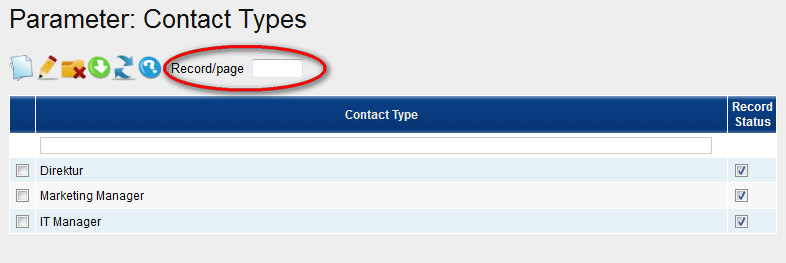 Parameter: Contact Types
Record/page
Contact Type
Record
Status
Direktur
Marketing Manager
IT Manager